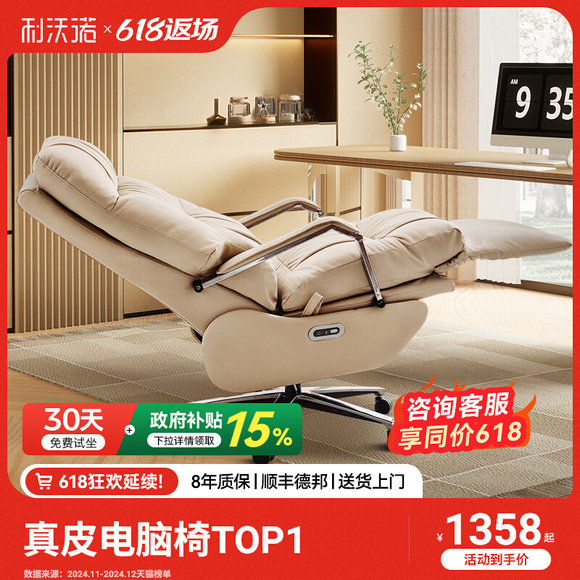 利沃诺×618返场
AM
9 35
30天
免费试坐
+
政府补贴
下拉详情领取
15%
咨询客服
享同价618
618狂欢延续!
8年质保|顺丰德邦|送货上门
真皮电脑椅TOP1
数据来源:2024.11-2024.12天猫榜单
¥1358起
活动到手价